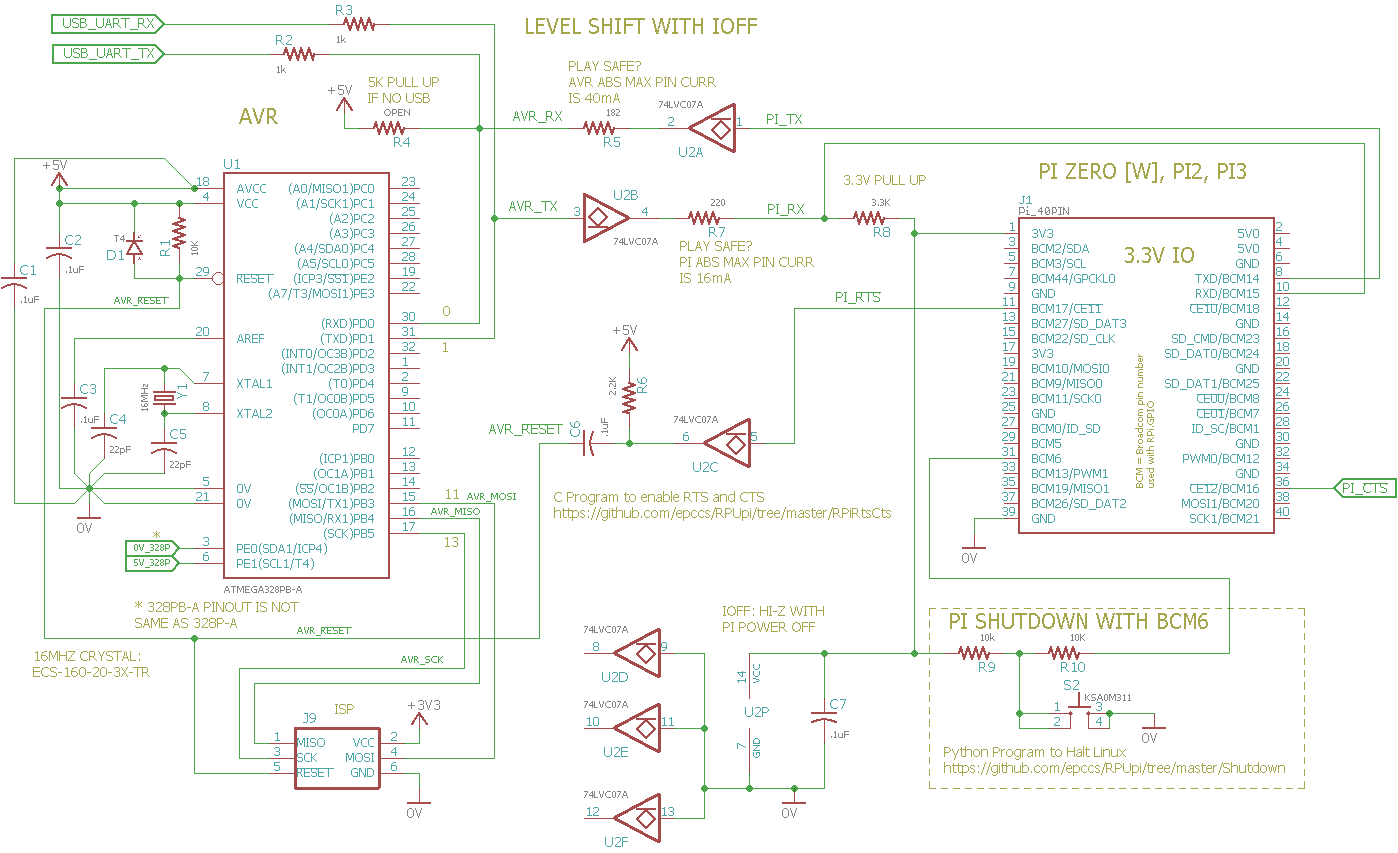 USB_UART_RX
R3
1k
LEVEL SHIFT WITH IOFF
USB_UART_TX
R2
1k
PLAY SAFE?
AVR ABS MAX PIN CURR
IS 40mA
5K PULL UP
IF NO USB
OPEN
+5V
R4
AVR
AVR_RX
182
R5
74LVC07A
2
1
U2A
PI_TX
PI ZERO [W], PI2, PI3
3.3V PULL UP
3.3K
R8
AVR_TX
3
U2B
4
74LVC07A
220
R7
PI_RX
PLAY SAFE?
PI ABS MAX PIN CURR
IS 16mA
U1
+5V
18 AVCC
4 VCC
29 RESET
20 AREF
7 XTAL1
8 XTAL2
5 0V
21 0V
3 PE0(SDA1/ICP4)
6 PE1(SCL1/T4)
(A0/MISO1)PC0 23
(A1/SCK1)PC1 24
(A2)PC2 25
(A3)PC3 26
(A4/SDA0)PC4 27
(A5/SCL0)PC5 28
(ICP3/SS1)PE2 19
(A7/T3/MOSI1)PE3 22
(RXD)PD0 30
0
(TXD)PD1 31
1
(INT0/OC3B)PD2 32
(INT1/OC2B)PD3 1
(T0)PD4 2
(T1/OC0B)PD5 9
(OC0A)PD6 10
PD7 11
(ICP1)PB0 12
(OC1A)PB1 13
(SS/OC1B)PB2 14
(MOSI/TX1)PB3 15
11 AVR_MOSI
(MISO/RX1)PB4 16
AVR_MISO
(SCK)PB5 17
13
ATMEGA328PB-A
C1
.1uF
C2
.1uF
T4
D1
R1
10K
AVR_RESET
C3
.1uF
C4
22pF
16MHz
Y1
C5
22pF
0V
*
0V_328P
5V_328P
* 328PB-A PINOUT IS NOT
SAME AS 328P-A
16MHZ CRYSTAL:
ECS-160-20-3X-TR
AVR_RESET
AVR_SCK
ISP
J9
+3V3
1 MISO
3 SCK
5 RESET
VCC 2
MOSI 4
GND 6
0V
PI_RTS
+5V
2.2K
R6
AVR_RESET
C6
.1uF
74LVC07A
6
5
U2C
C Program to enable RTS and CTS
https://github.com/epccs/RPUpi/tree/master/RPiRtsCts
J1
Pi_40PIN
3.3V IO
1 3V3
3 BCM2/SDA
5 BCM3/SCL
7 BCM44/GPCKL0
9 GND
11 BCM17/CE11
13 BCM27/SD_DAT3
15 BCM22/SD_CLK
17 3V3
19 BCM10/MOSI0
21 BCM9/MISO0
23 BCM11/SCK0
25 GND
27 BCM0/ID_SD
29 BCM5
31 BCM6
33 BCM13/PWM1
35 BCM19/MISO1
37 BCM26/SD_DAT2
39 GND
5V0 2
5V0 4
GND 6
TXD/BCM14 8
RXD/BCM15 10
CE10/BCM18 12
GND 14
SD_CMD/BCM23 16
SD_DAT0/BCM24 18
GND 20
SD_DAT1/BCM25 22
CE00/BCM8 24
CE01/BCM7 26
ID_SC/BCM1 28
GND 30
PWM0/BCM12 32
GND 34
CE12/BCM16 36
MOSI1/BCM20 38
SCK1/BCM21 40
BCM = Broadcom pin number
used with RPi.GPIO
PI_CTS
0V
IOFF: HI-Z WITH
PI POWER OFF
74LVC07A
8
9
U2D
74LVC07A
10
11
U2E
74LVC07A
12
13
U2F
14
VCC
U2P
7
GND
C7
.1uF
0V
PI SHUTDOWN WITH BCM6
10k
R9
10K
R10
S2
KSA0M311
1
2
3
4
0V
Python Program to Halt Linux
https://github.com/epccs/RPUpi/tree/master/Shutdown